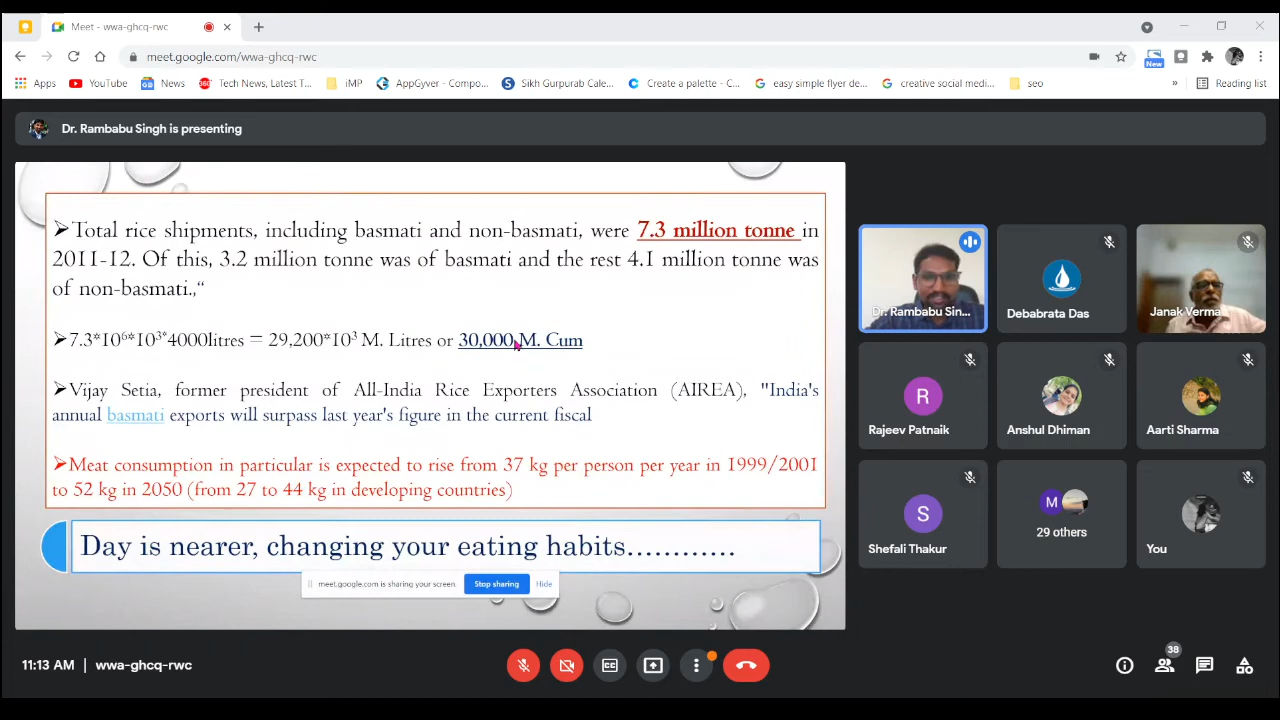 Meet - wwa-ghcq-rwc
meet.google.com/wwa-ghcq-rwc
New
Apps
YouTube
News
Tech News, Latest T...
iMP
AppGyver - Compo...
Sikh Gurpurab Cale...
Create a palette - C...
easy simple flyer de...
creative social medi...
seo
»
Reading list
Dr. Rambabu Singh is presenting
➢Total rice shipments, including basmati and non-basmati, were 7.3 million tonne in
2011-12. Of this, 3.2 million tonne was of basmati and the rest 4.1 million tonne was
of non-basmati.,“
➢7.3*10⁶*10³*4000litres = 29,200*10³ M. Litres or 30,000 M. Cum
➢Vijay Setia, former president of All-India Rice Exporters Association (AIREA), "India's
annual basmati exports will surpass last year's figure in the current fiscal
➢Meat consumption in particular is expected to rise from 37 kg per person per year in 1999/2001
to 52 kg in 2050 (from 27 to 44 kg in developing countries)
Day is nearer, changing your eating habits…………
meet.google.com is sharing your screen.
Stop sharing
Hide
Dr. Rambabu Sin...
Debabrata Das
Janak Verma
R
Rajeev Patnaik
Anshul Dhiman
Aarti Sharma
S
Shefali Thakur
M
29 others
You
11:13 AM | wwa-ghcq-rwc
38